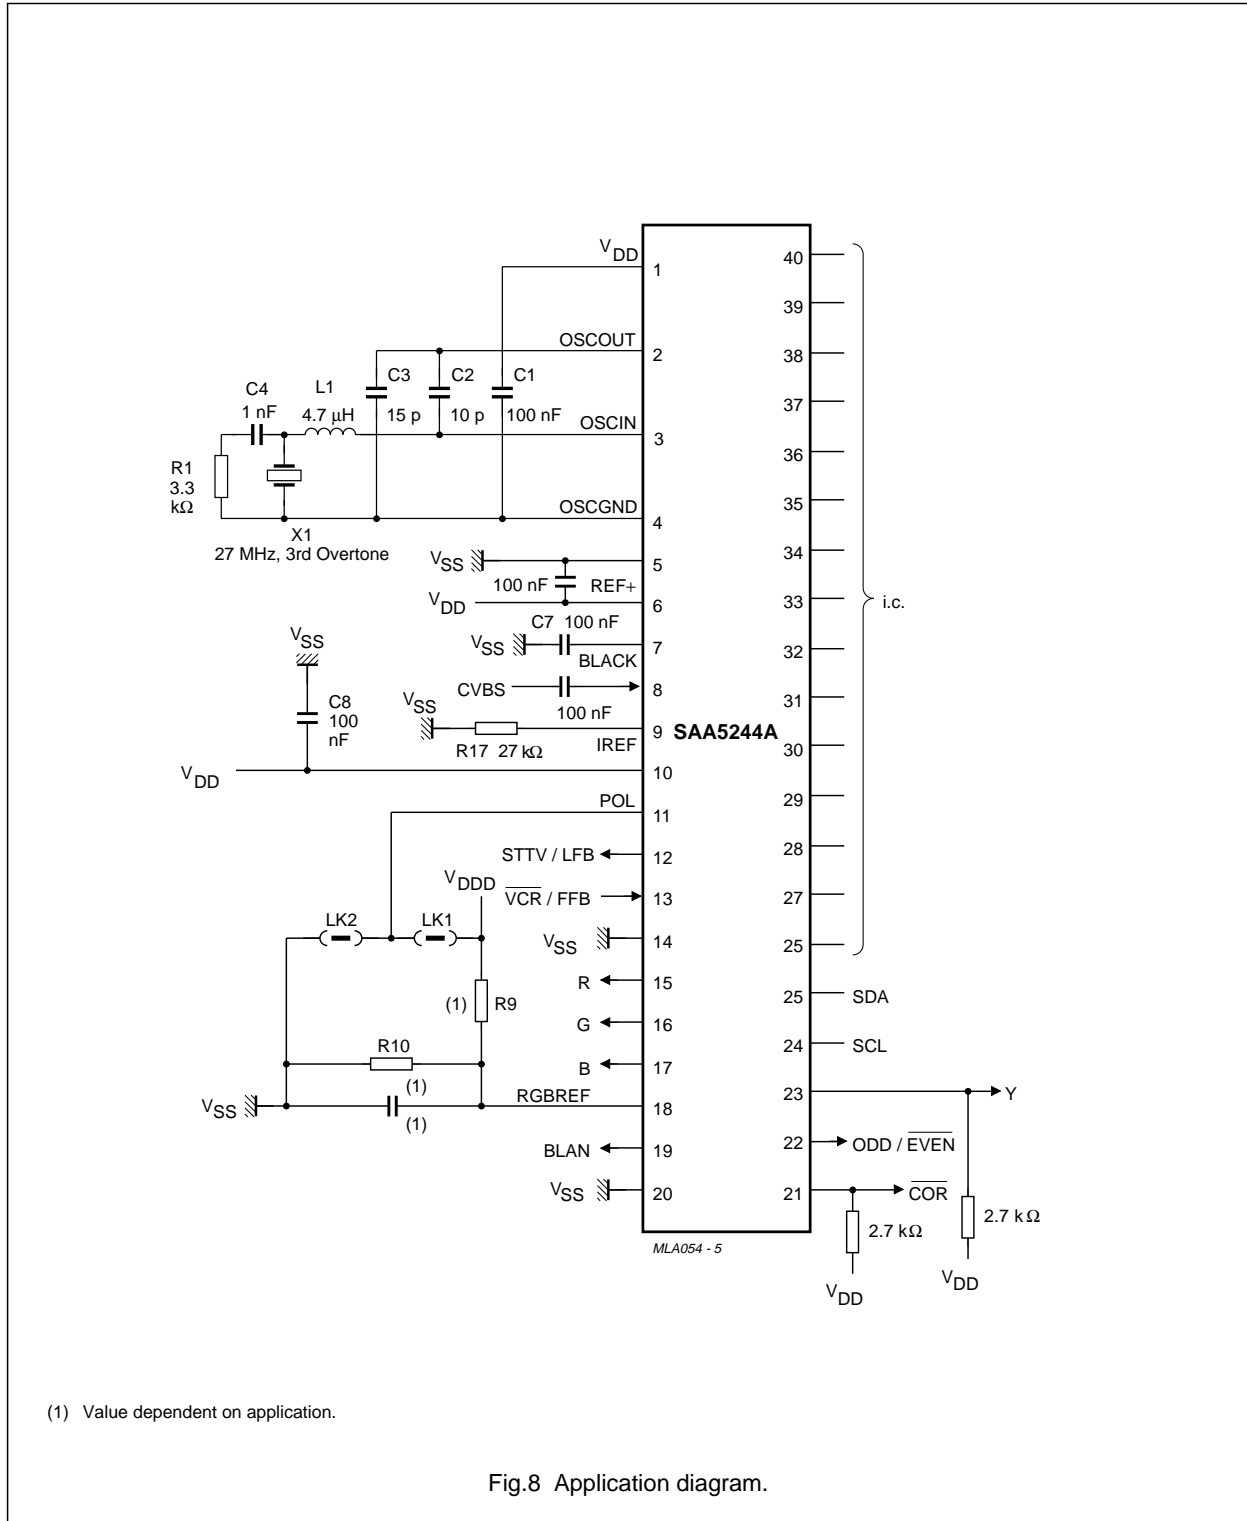 V DD
1
40
39
OSCOUT
2
38
C4
L1
C3
C2
C1
1 nF
4.7 μH
15 p
10 p
100 nF
OSCIN
3
37
36
R1
3.3
kΩ
OSCGND
4
35
X1
27 MHz, 3rd Overtone
V SS
5
34
100 nF
REF+
V DD
6
33
i.c.
C7 100 nF
V SS
7
32
BLACK
V SS
CVBS
8
31
C8
100
nF
100 nF
V SS
9
SAA5244A
R17 27 kΩ
IREF
30
V DD
10
29
POL
11
28
STTV / LFB
12
27
V DDD
VCR / FFB
13
LK2
LK1
V SS
14
25
R
15
25
SDA
(1)
R9
G
16
24
SCL
R10
B
17
(1)
23
Y
V SS
RGBREF
18
(1)
22
ODD / EVEN
BLAN
19
V SS
20
21
COR
2.7 kΩ
2.7 kΩ
MLA054 - 5
V DD
V DD
(1) Value dependent on application.
Fig.8 Application diagram.